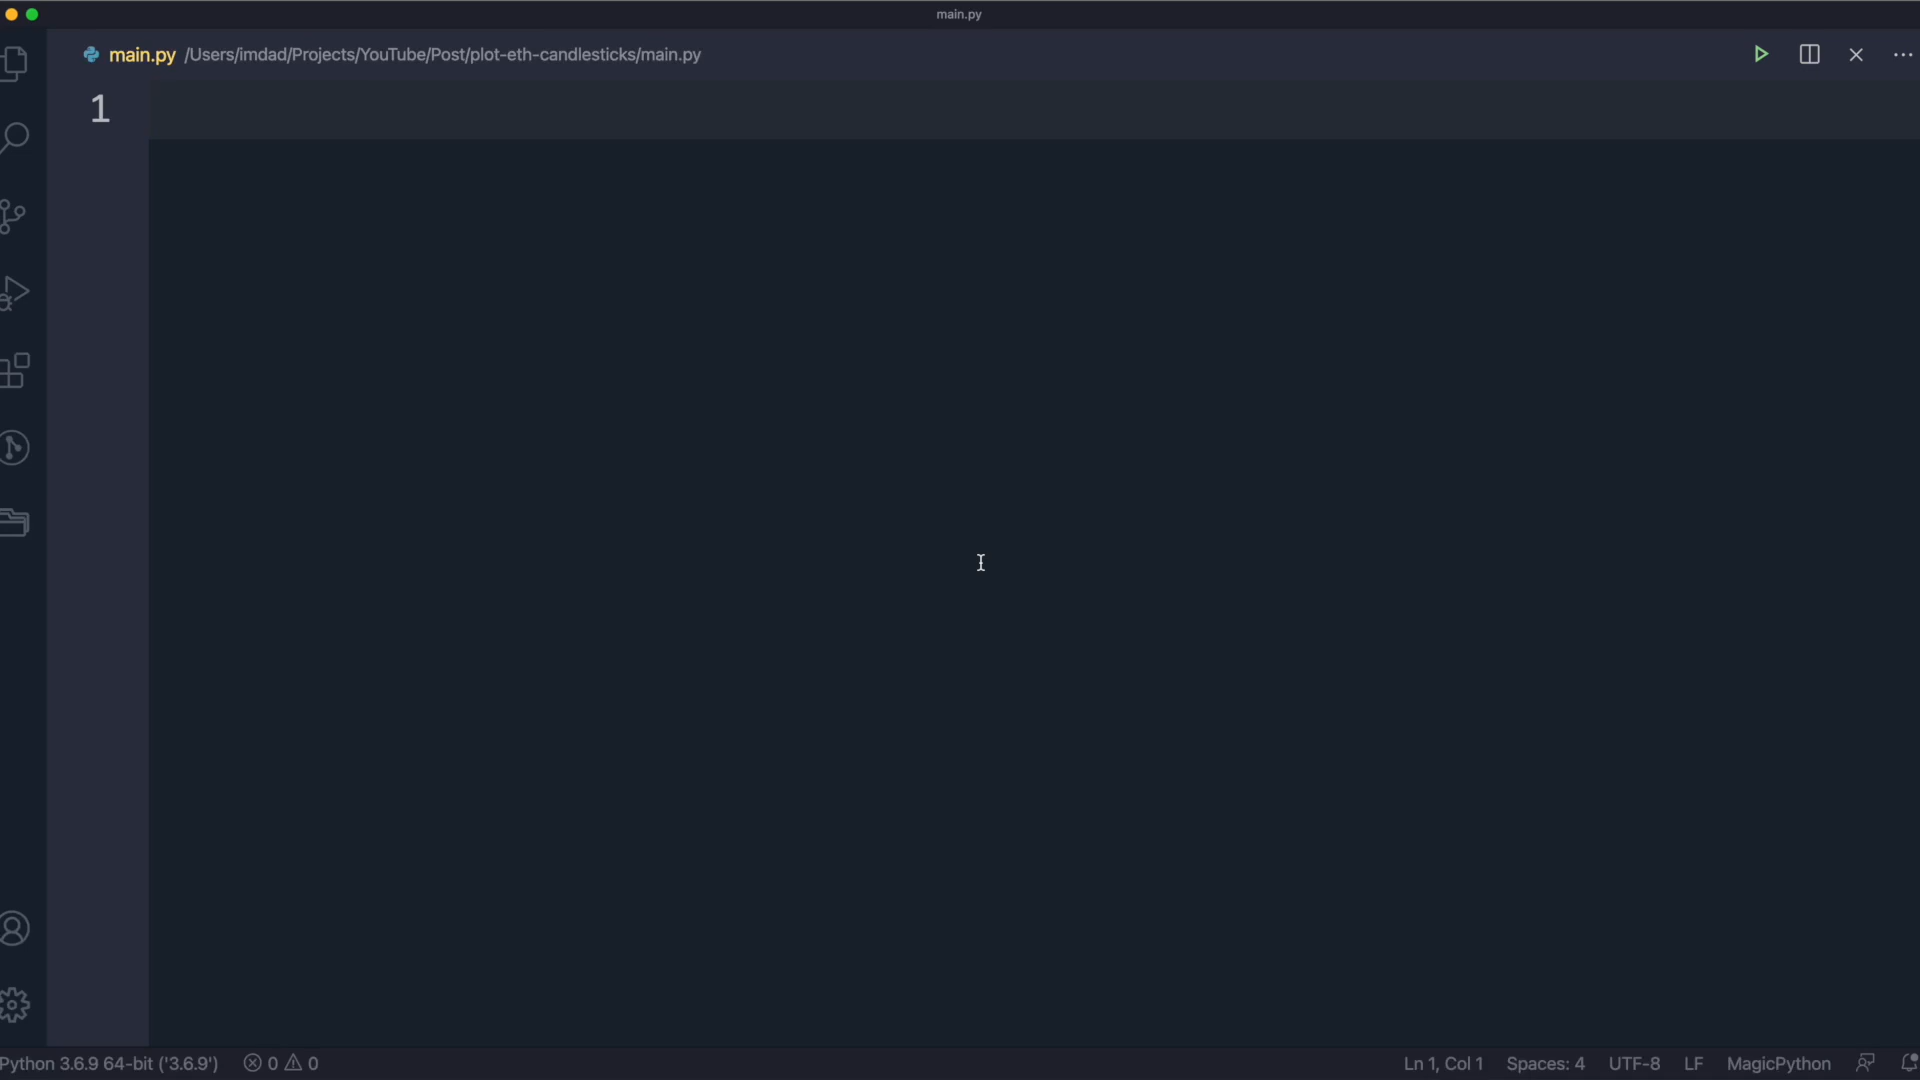 main.py
main.py /Users/imdad/Projects/YouTube/Post/plot-eth-candlesticks/main.py
1
Python 3.6.9 64-bit ('3.6.9') 0 0 Ln 1, Col 1 Spaces: 4 UTF-8 LF MagicPython